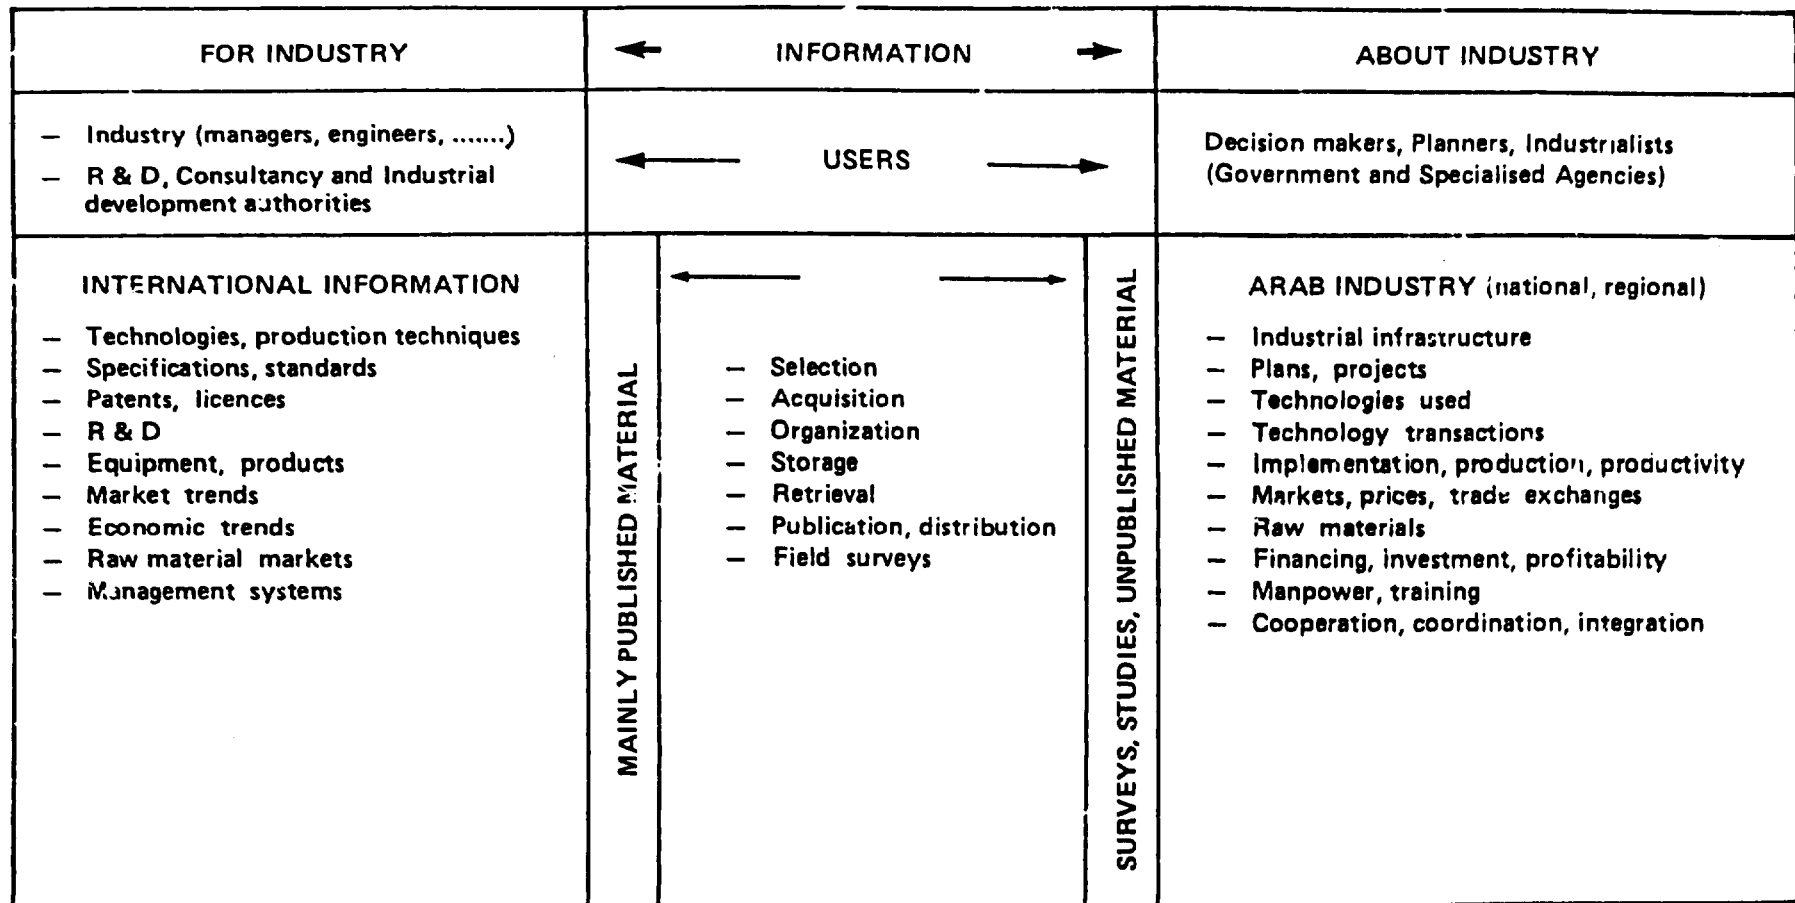 FOR INDUSTRY
INFORMATION
ABOUT INDUSTRY
– Industry (managers, engineers, .......)
– R & D, Consultancy and Industrial
development authorities
USERS
Decision makers, Planners, Industrialists
(Government and Specialised Agencies)
INTERNATIONAL INFORMATION
– Technologies, production techniques
– Specifications, standards
– Patents, licences
– R & D
– Equipment, products
– Market trends
– Economic trends
– Raw material markets
– Management systems
MAINLY PUBLISHED MATERIAL
– Selection
– Acquisition
– Organization
– Storage
– Retrieval
– Publication, distribution
– Field surveys
SURVEYS, STUDIES, UNPUBLISHED MATERIAL
ARAB INDUSTRY (national, regional)
– Industrial infrastructure
– Plans, projects
– Technologies used
– Technology transactions
– Implementation, production, productivity
– Markets, prices, trade exchanges
– Raw materials
– Financing, investment, profitability
– Manpower, training
– Cooperation, coordination, integration